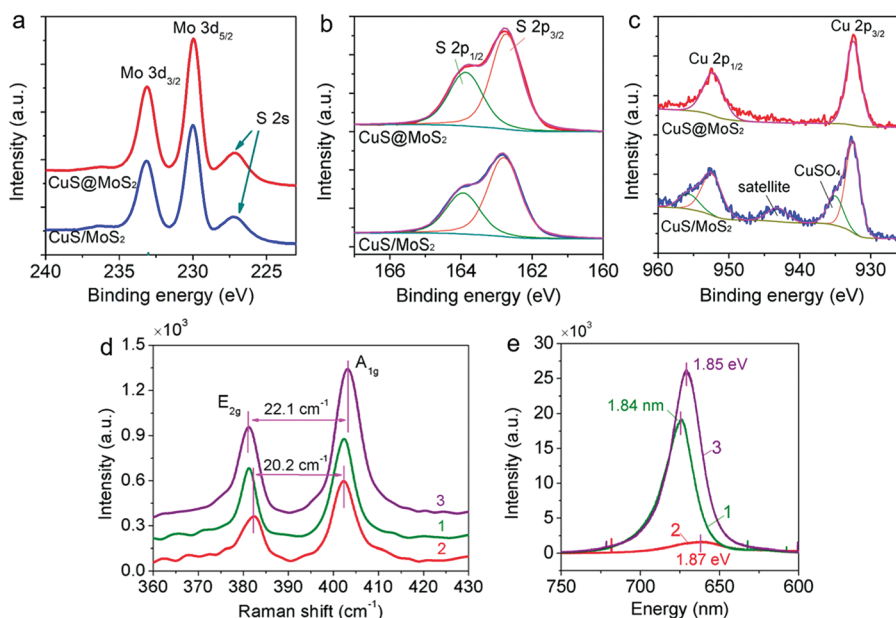 a
Mo 3d5/2
Mo 3d3/2
S 2s
CuS@MoS2
CuS/MoS2
Intensity (a.u.)
240 235 230 225
Binding energy (eV)
b
S 2p1/2
S 2p3/2
CuS@MoS2
CuS/MoS2
Intensity (a.u.)
166 164 162 160
Binding energy (eV)
c
Cu 2p3/2
Cu 2p1/2
CuS@MoS2
CuSO4
satellite
CuS/MoS2
Intensity (a.u.)
960 950 940 930
Binding energy (eV)
×10³
d
A1g
E2g
22.1 cm⁻¹
20.2 cm⁻¹
3
1
2
1.5
1.2
0.9
0.6
0.3
0.0
Intensity (a.u.)
360 370 380 390 400 410 420 430
Raman shift (cm⁻¹)
×10³
e
1.85 eV
1.84 nm
3
1
2
1.87 eV
30
25
20
15
10
5
0
Intensity (a.u.)
750 700 650 600
Energy (nm)